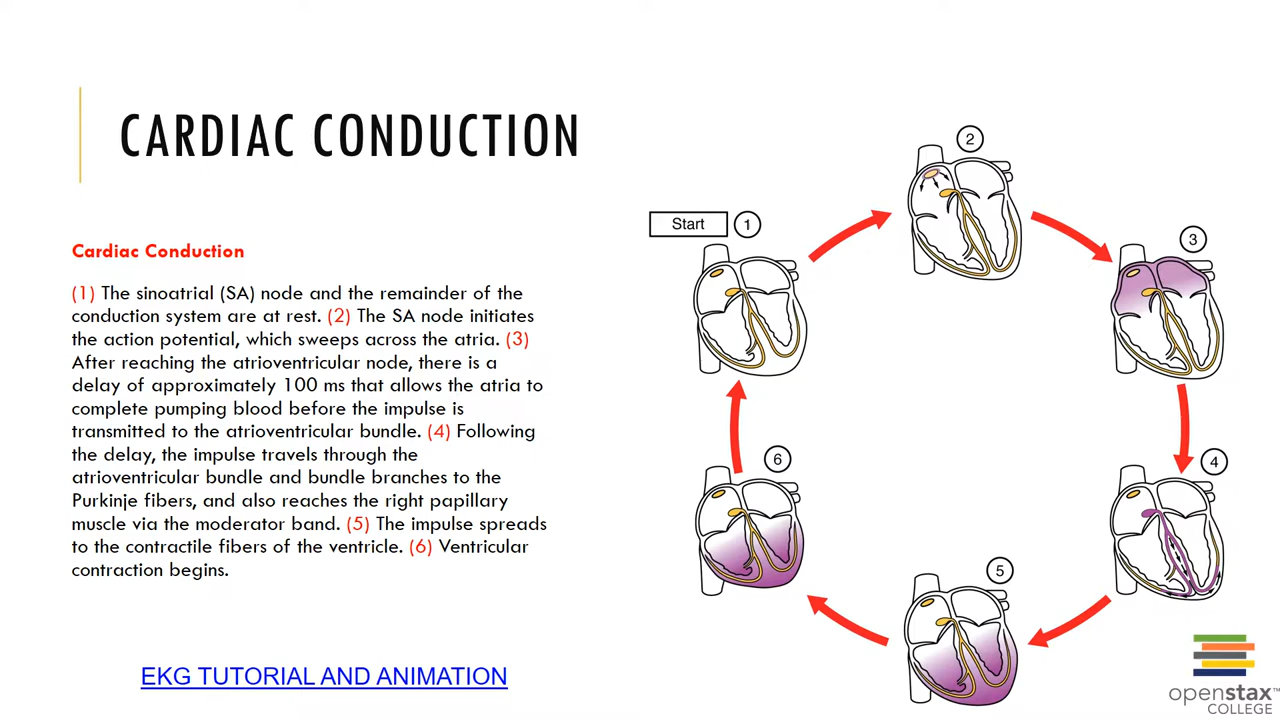 CARDIAC CONDUCTION
Cardiac Conduction
(1) The sinoatrial (SA) node and the remainder of the
conduction system are at rest. (2) The SA node initiates
the action potential, which sweeps across the atria. (3)
After reaching the atrioventricular node, there is a
delay of approximately 100 ms that allows the atria to
complete pumping blood before the impulse is
transmitted to the atrioventricular bundle. (4) Following
the delay, the impulse travels through the
atrioventricular bundle and bundle branches to the
Purkinje fibers, and also reaches the right papillary
muscle via the moderator band. (5) The impulse spreads
to the contractile fibers of the ventricle. (6) Ventricular
contraction begins.
EKG TUTORIAL AND ANIMATION
Start
1
2
3
4
5
6
openstax™
COLLEGE